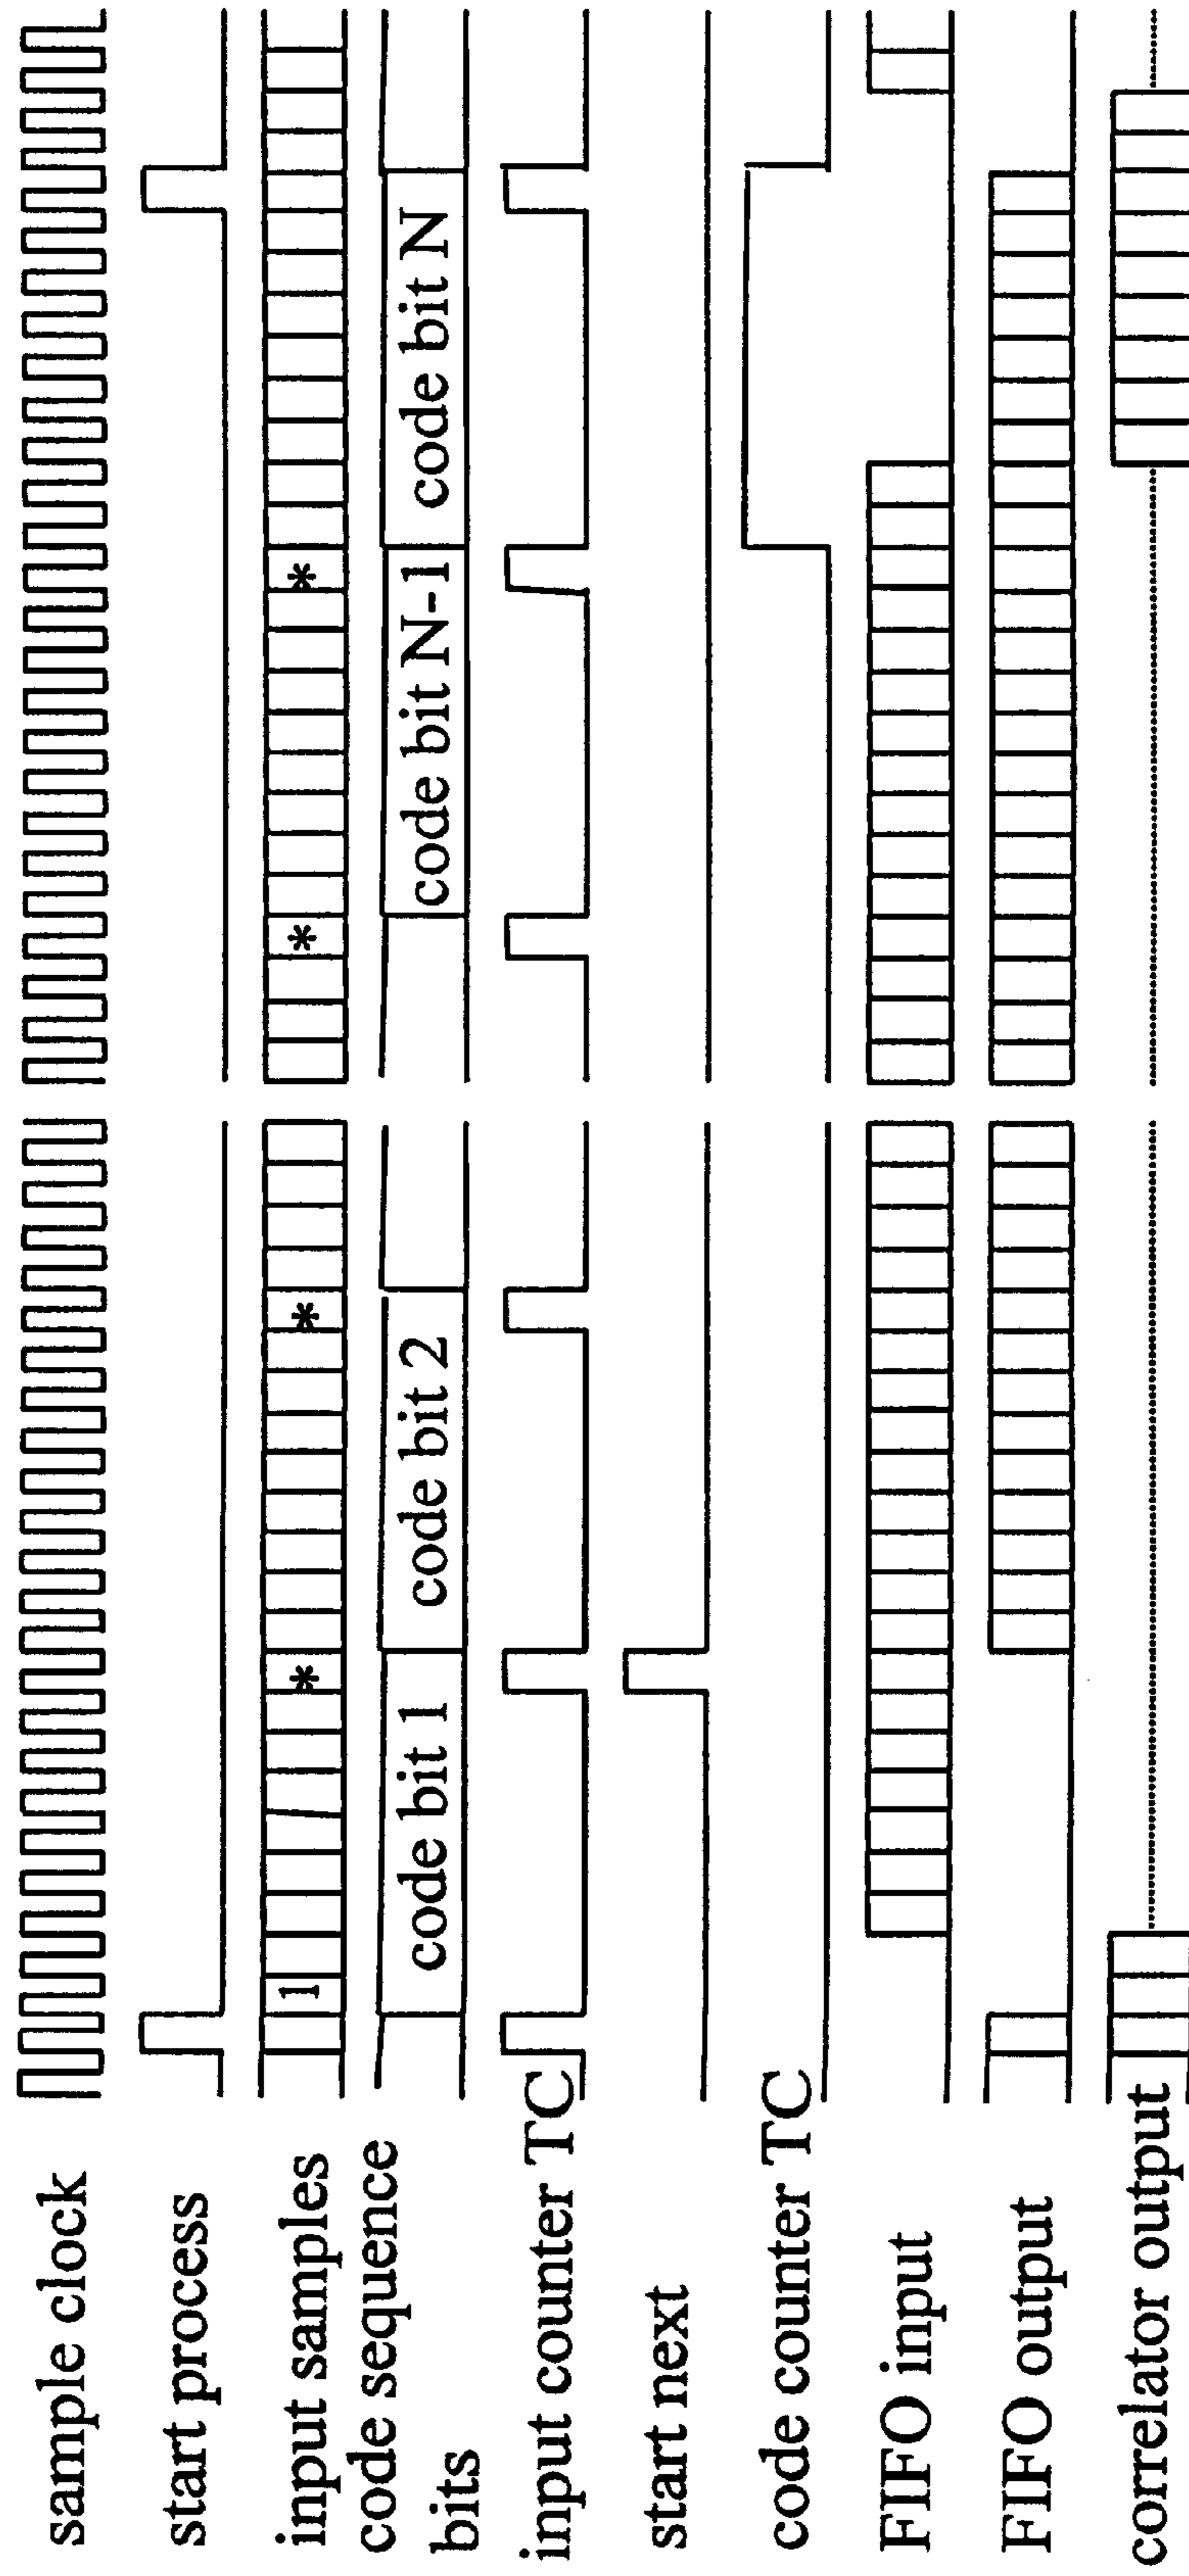 sample clock
start process
input samples
1 * * * *
code sequence
bits
code bit 1 code bit 2 code bit N-1 code bit N
input counter TC
start next
code counter TC
FIFO input
FIFO output
correlator output